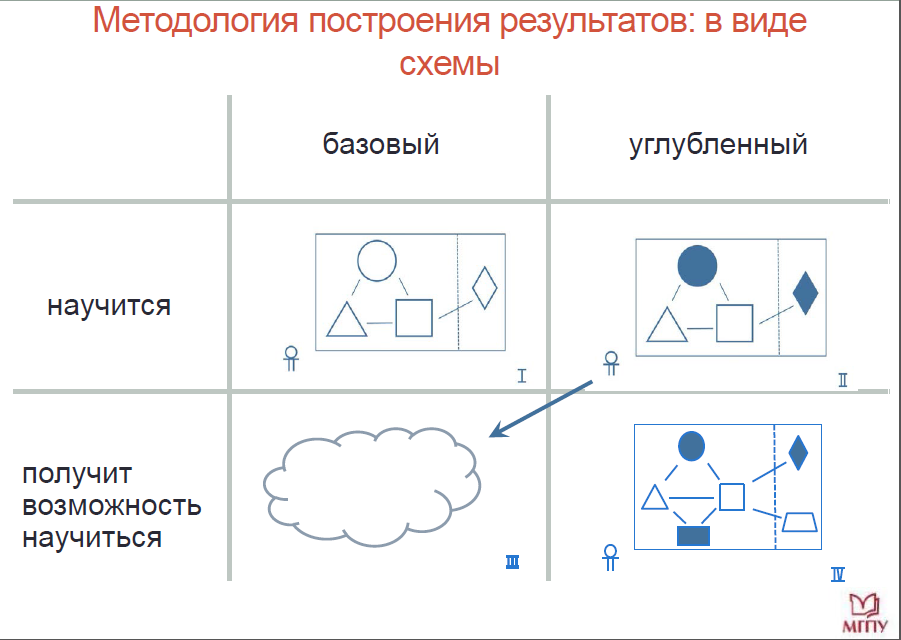 Методология построения результатов: в виде
схемы
базовый
углубленный
научится
I
II
получит
возможность
научиться
III
IV
МГПУ